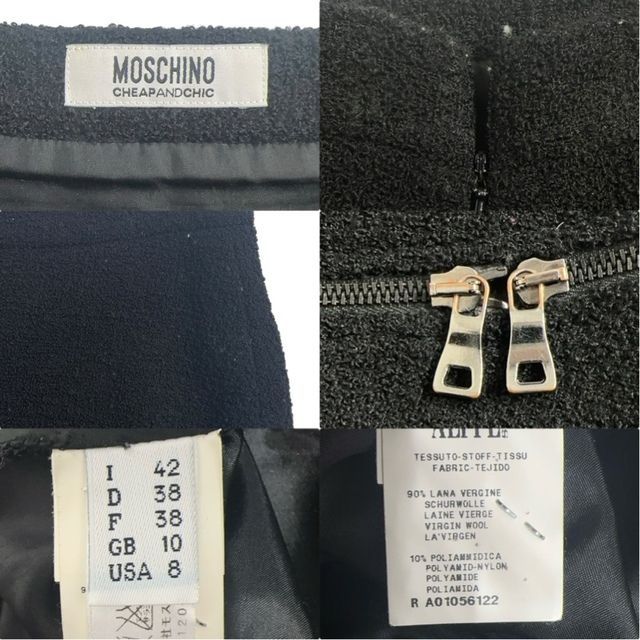 MOSCHINO
CHEAPANDCHIC
I 42
D 38
F 38
GB 10
USA 8
TESSUTO-STOFF-TISSU
FABRIC-TEJIDO
90% LANA VERGINE
SCHURWOLLE
LAINE VIERGE
VIRGIN WOOL
LA'VIRGEN
10% POLIAMMIDICA
POLYAMID-NYLON
POLYAMIDE
POLIAMIDA
R A01056122